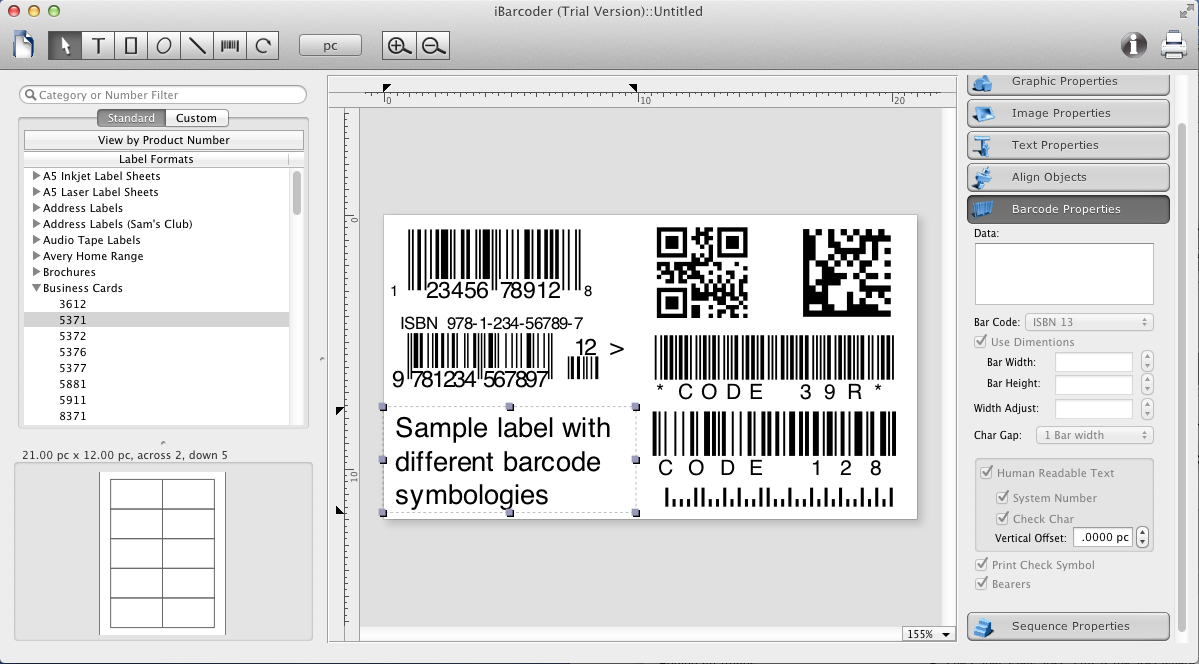 iBarcoder (Trial Version)::Untitled
T
pc
i
Category or Number Filter
Standard
Custom
View by Product Number
Label Formats
A5 Inkjet Label Sheets
A5 Laser Label Sheets
Address Labels
Address Labels (Sam's Club)
Audio Tape Labels
Avery Home Range
Brochures
Business Cards
3612
5371
5372
5376
5377
5881
5911
8371
21.00 pc x 12.00 pc, across 2, down 5
0
10
20
0
10
1 23456 78912 8
ISBN 978-1-234-56789-7
12 >
9 781234 567897
Sample label with
different barcode
symbologies
* CODE 39R *
CODE 128
155%
Graphic Properties
Image Properties
Text Properties
Align Objects
Barcode Properties
Data:
Bar Code: ISBN 13
Use Dimentions
Bar Width:
Bar Height:
Width Adjust:
Char Gap: 1 Bar width
Human Readable Text
System Number
Check Char
Vertical Offset: .0000 pc
Print Check Symbol
Bearers
Sequence Properties